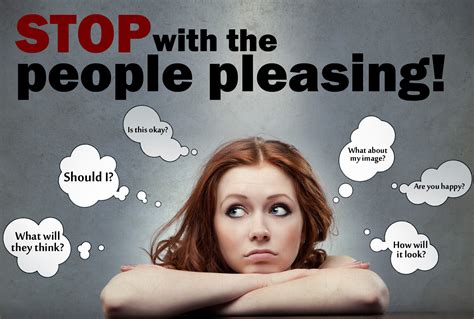 STOP with the
people pleasing!
Is this okay?
What about
my image?
Should I?
Are you happy?
What will
they think?
How will
it look?